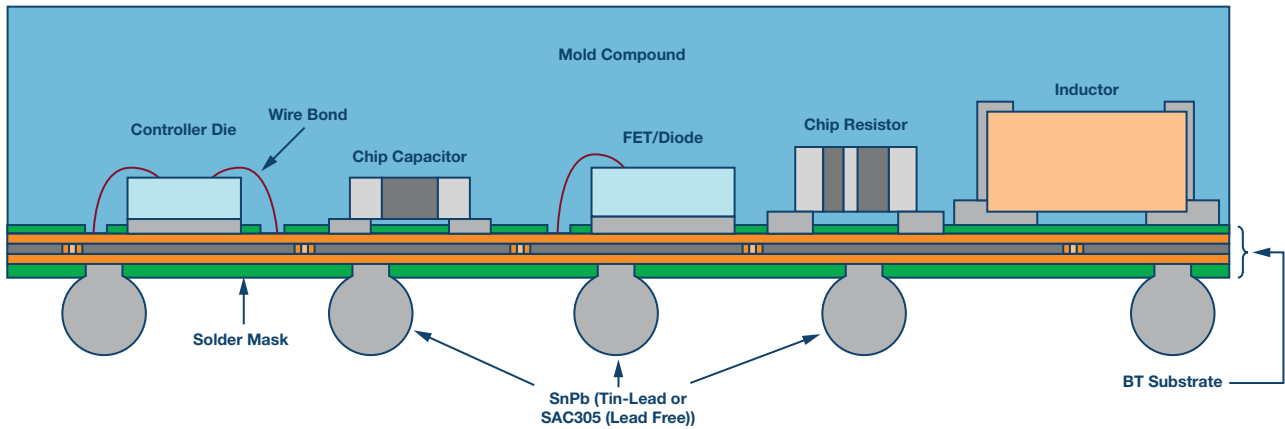 Mold Compound
Inductor
Wire Bond
Controller Die
Chip Resistor
FET/Diode
Chip Capacitor
Solder Mask
BT Substrate
SnPb (Tin-Lead or
SAC305 (Lead Free))